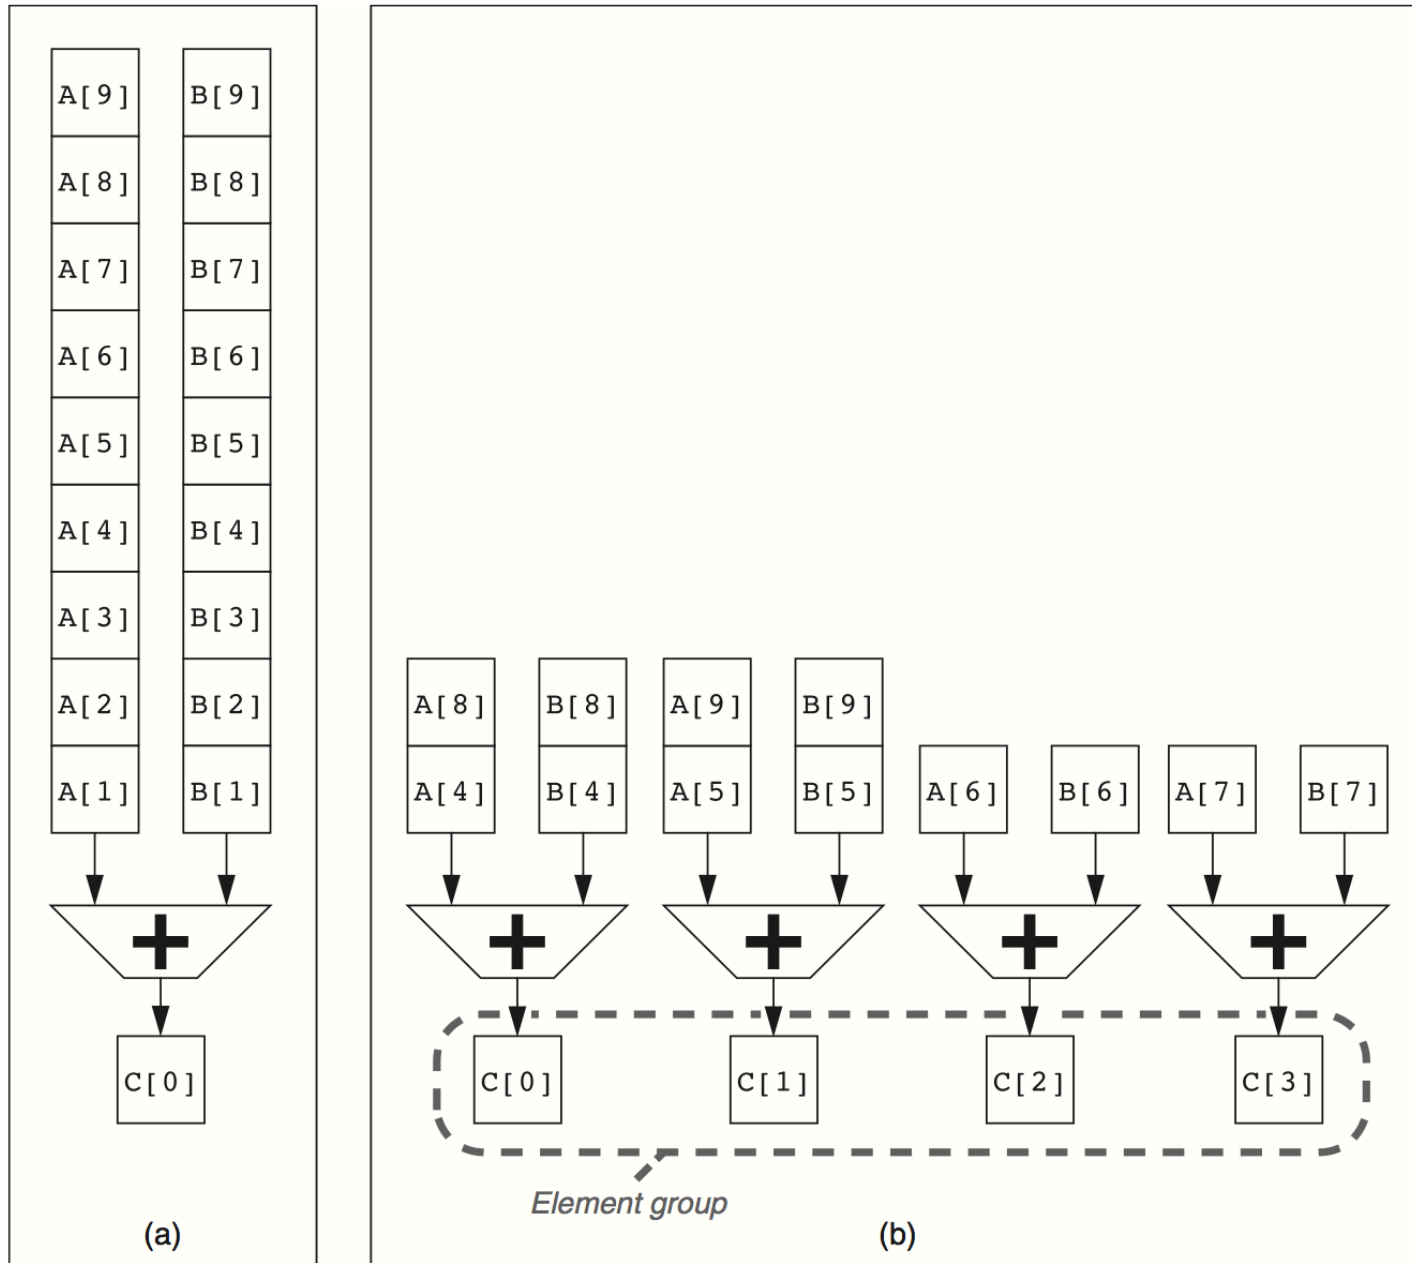 A[9] B[9]
A[8] B[8]
A[7] B[7]
A[6] B[6]
A[5] B[5]
A[4] B[4]
A[3] B[3]
A[2] B[2]
A[1] B[1]
+
C[0]
(a)
A[8] B[8] A[9] B[9]
A[4] B[4] A[5] B[5] A[6] B[6] A[7] B[7]
+ + + +
C[0] C[1] C[2] C[3]
Element group
(b)